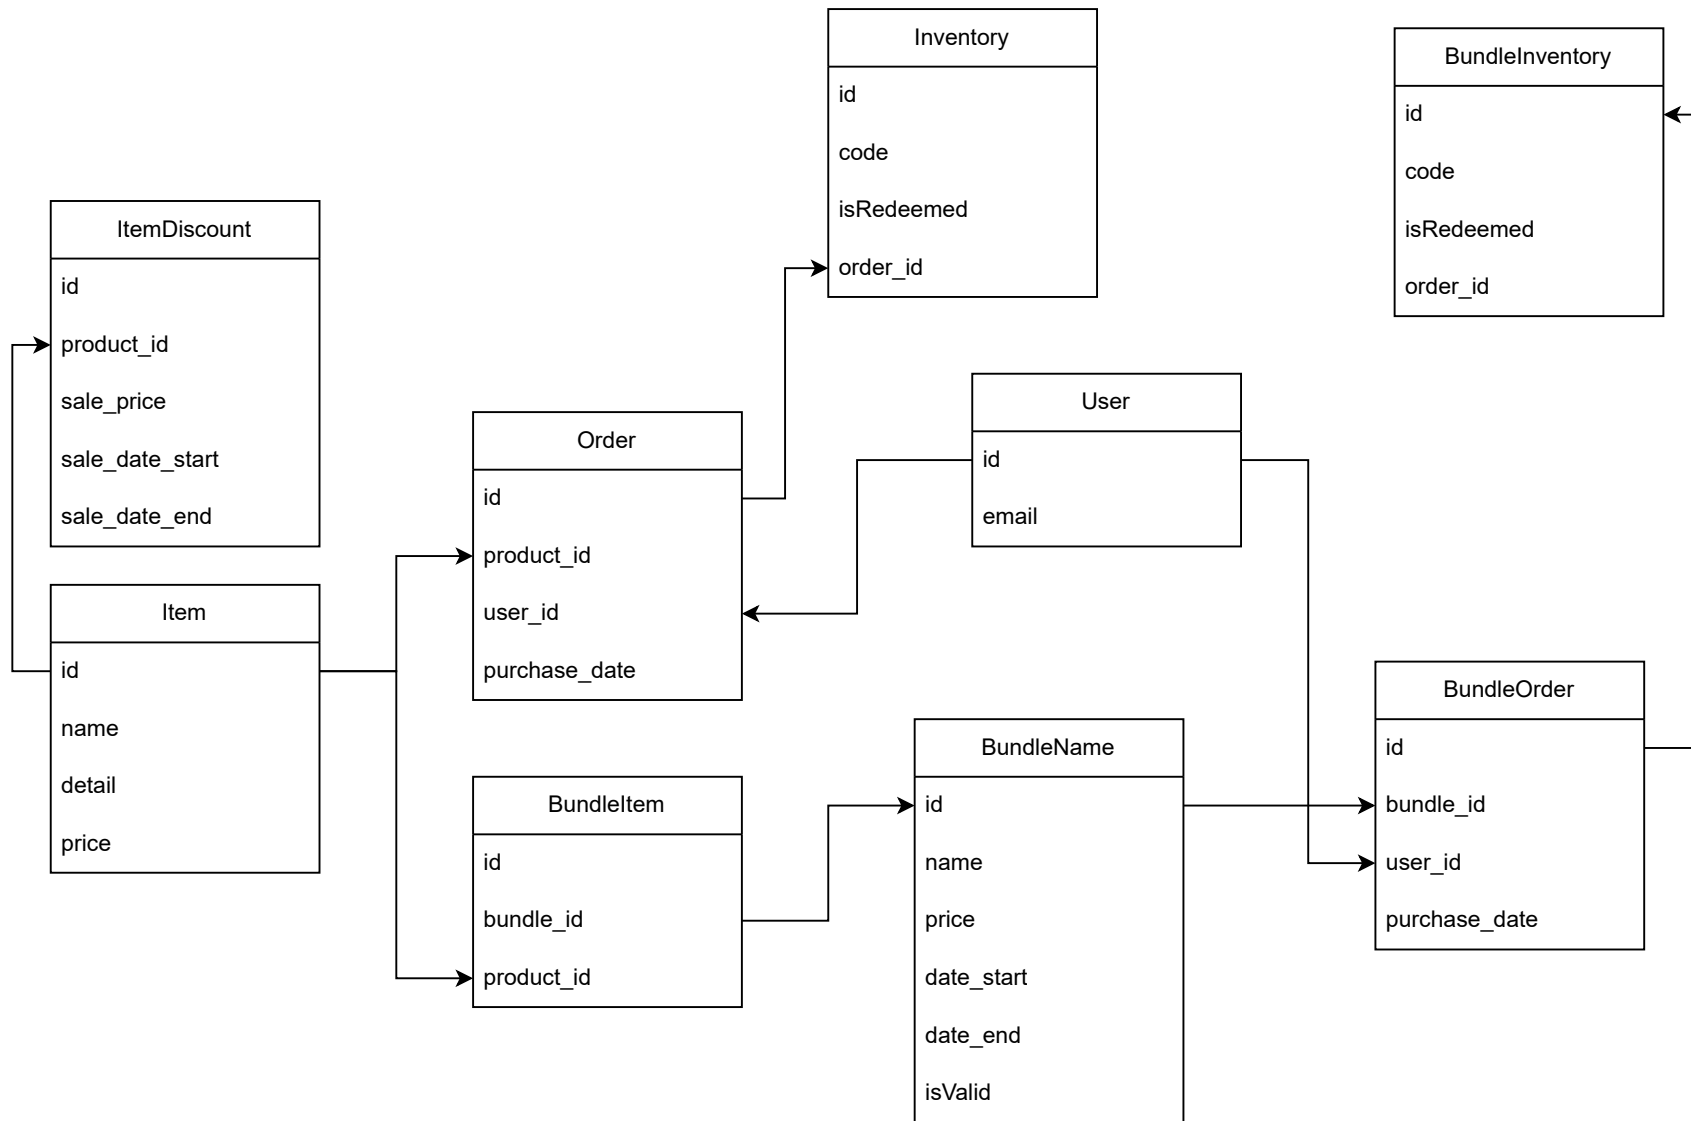 Inventory
id
code
isRedeemed
order_id
BundleInventory
id
code
isRedeemed
order_id
ItemDiscount
id
product_id
sale_price
sale_date_start
sale_date_end
Order
id
product_id
user_id
purchase_date
User
id
email
Item
id
name
detail
price
BundleItem
id
bundle_id
product_id
BundleName
id
name
price
date_start
date_end
isValid
BundleOrder
id
bundle_id
user_id
purchase_date